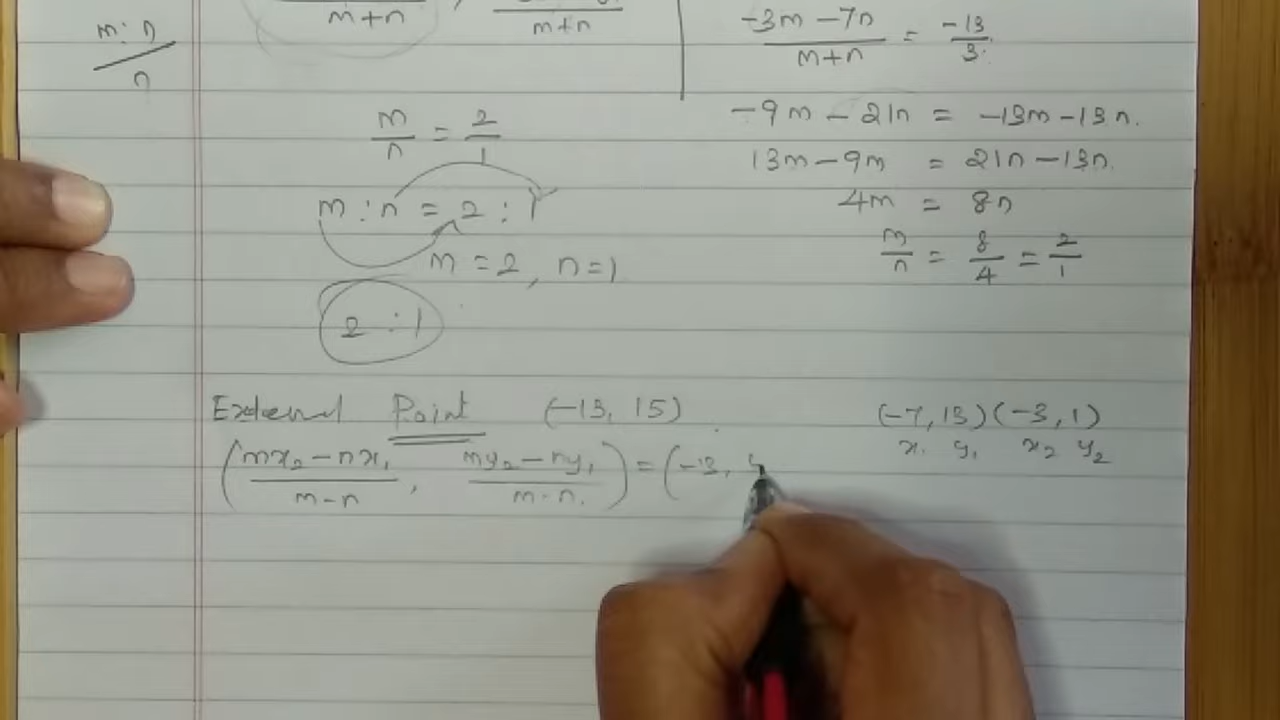 m : n / n
m+n , m+n
(-3m - 7n)/(m+n) = -13/3
-9m - 21n = -13m - 13n.
13m - 9m = 21n - 13n.
4m = 8n
m/n = 8/4 = 2/1
m/n = 2/1
m : n = 2 : 1
m = 2 , n = 1
2 : 1
External Point (-13, 15)
(-7, 13) (-3, 1)
x₁ y₁ x₂ y₂
((mx₂ - nx₁)/(m-n), (my₂ - ny₁)/(m-n)) = (-13,